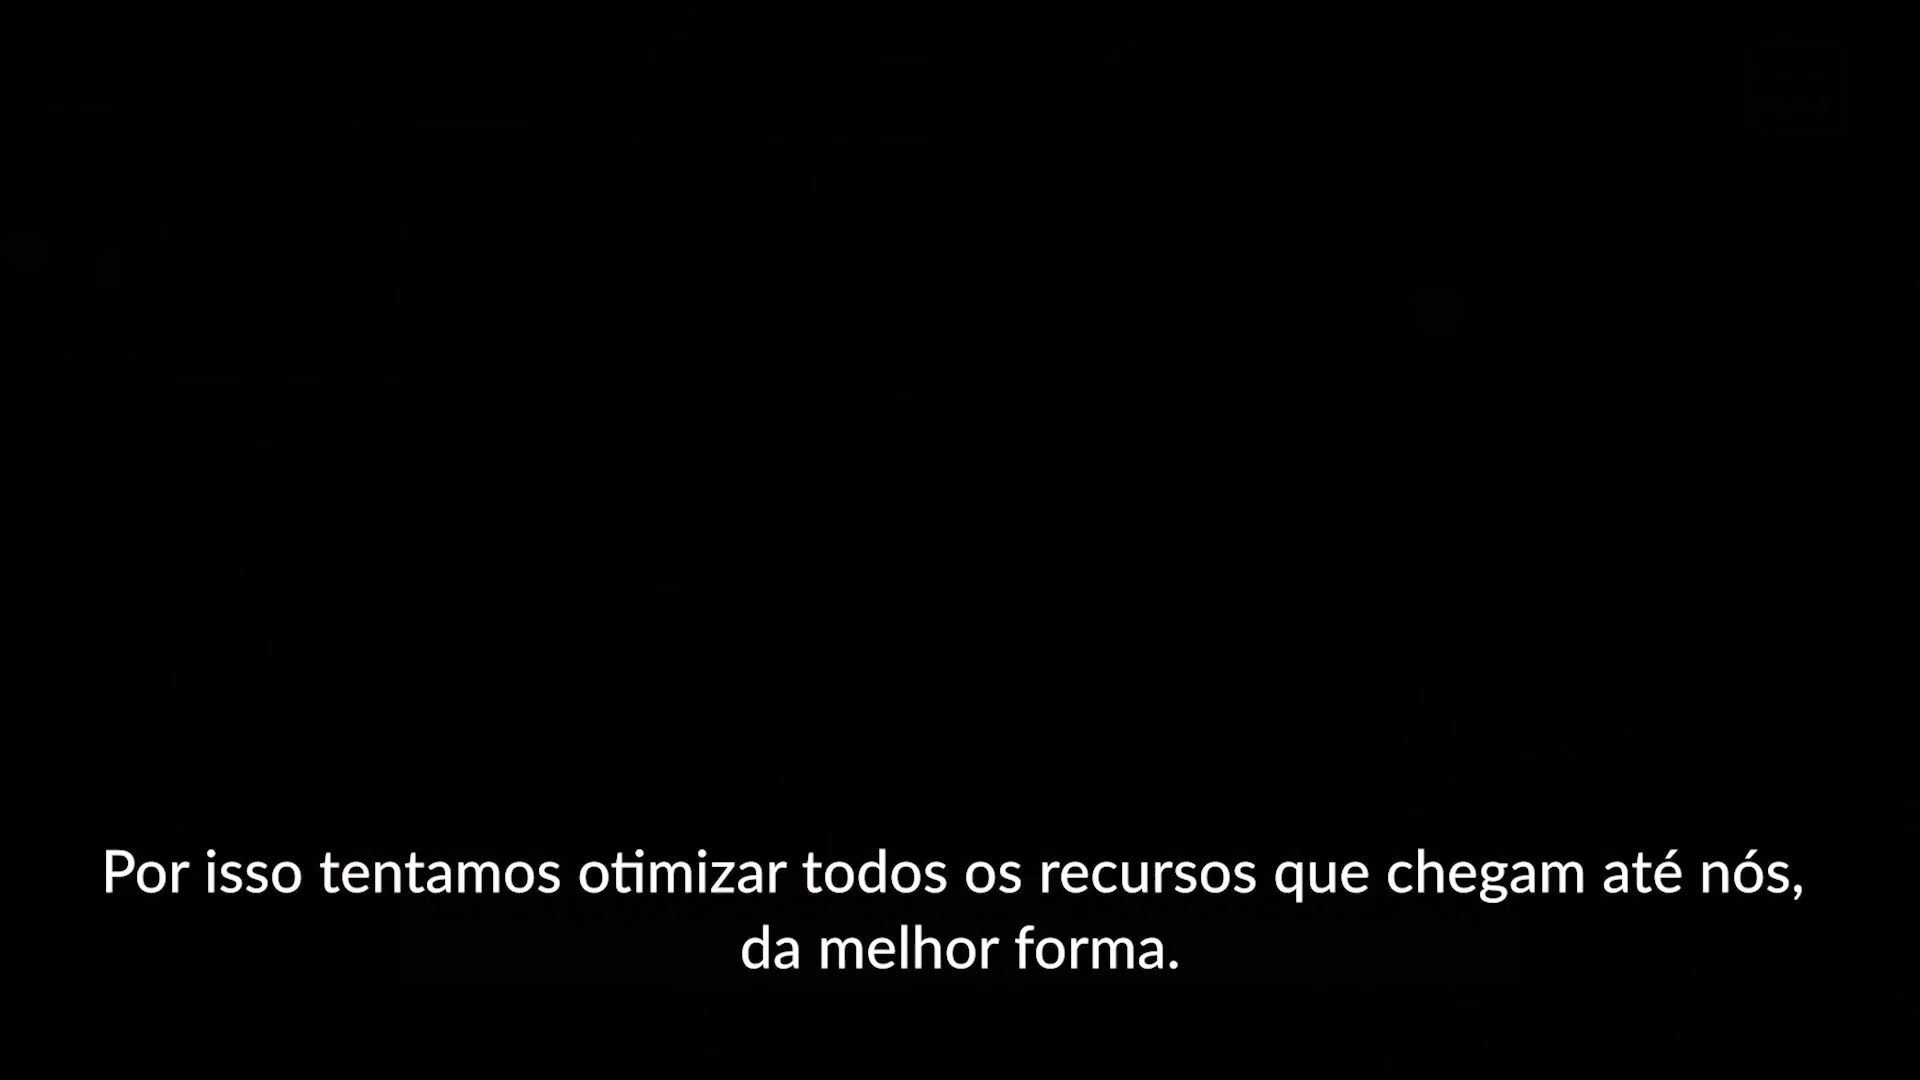 Por isso tentamos otimizar todos os recursos que chegam até nós,
da melhor forma.